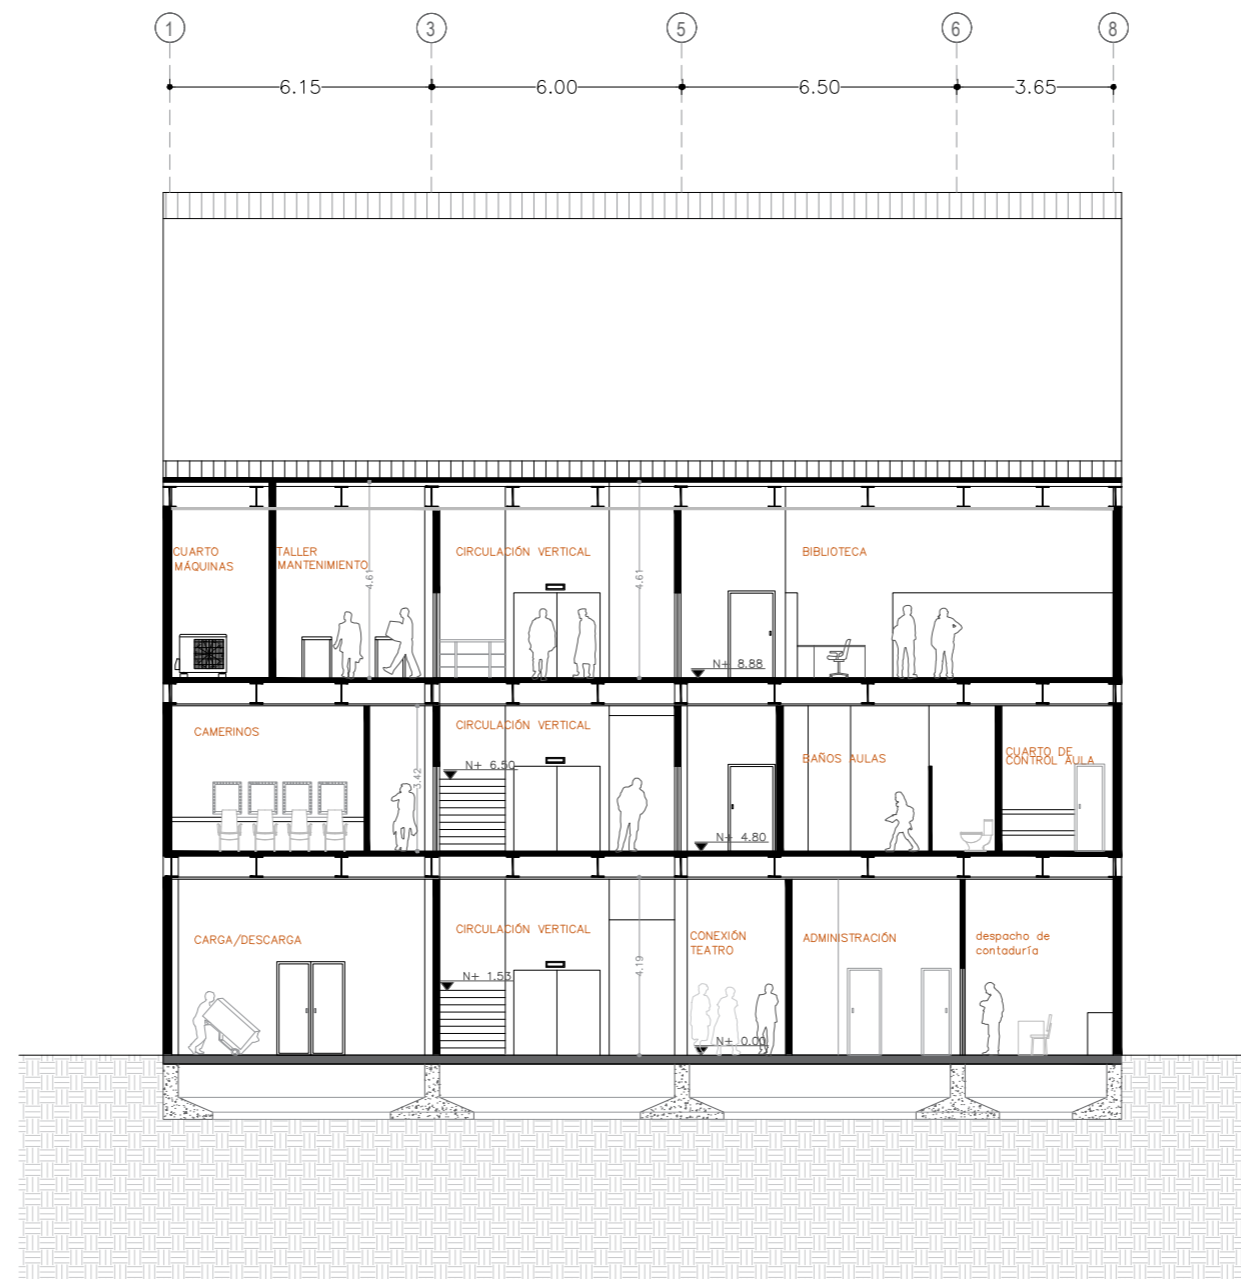 1 3 5 6 8
6.15 6.00 6.50 3.65
CUARTO
MÁQUINAS
TALLER
MANTENIMIENTO
4.61
CIRCULACIÓN VERTICAL
4.61
BIBLIOTECA
N+ 8.88
CAMERINOS
3.42
CIRCULACIÓN VERTICAL
N+ 6.50
BAÑOS AULAS
CUARTO DE
CONTROL AULA
N+ 4.80
CARGA/DESCARGA
CIRCULACIÓN VERTICAL
N+ 1.53
4.19
CONEXIÓN
TEATRO
ADMINISTRACIÓN
despacho de
contaduría
N+ 0.00